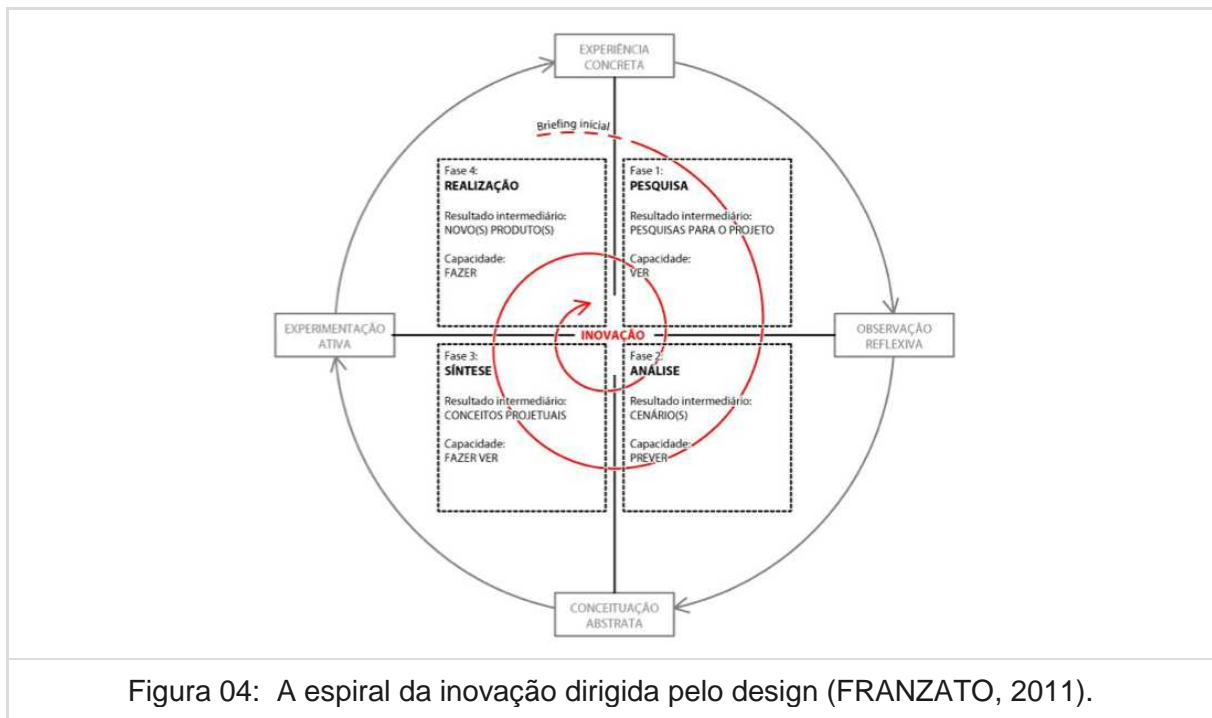 EXPERIÊNCIA
CONCRETA
Briefing inicial
Fase 4:
REALIZAÇÃO
Resultado intermediário:
NOVO(S) PRODUTO(S)
Capacidade:
FAZER
Fase 1:
PESQUISA
Resultado intermediário:
PESQUISAS PARA O PROJETO
Capacidade:
VER
EXPERIMENTAÇÃO
ATIVA
INOVAÇÃO
OBSERVAÇÃO
REFLEXIVA
Fase 3:
SÍNTESE
Resultado intermediário:
CONCEITOS PROJETUAIS
Capacidade:
FAZER VER
Fase 2:
ANÁLISE
Resultado intermediário:
CENÁRIO(S)
Capacidade:
PREVER
CONCEITUAÇÃO
ABSTRATA
Figura 04: A espiral da inovação dirigida pelo design (FRANZATO, 2011).